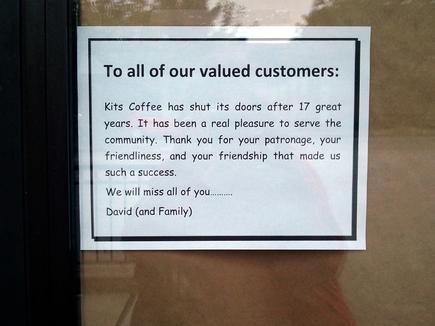 To all of our valued customers:
Kits Coffee has shut its doors after 17 great
years. It has been a real pleasure to serve the
community. Thank you for your patronage, your
friendliness, and your friendship that made us
such a success.
We will miss all of you..........
David (and Family)